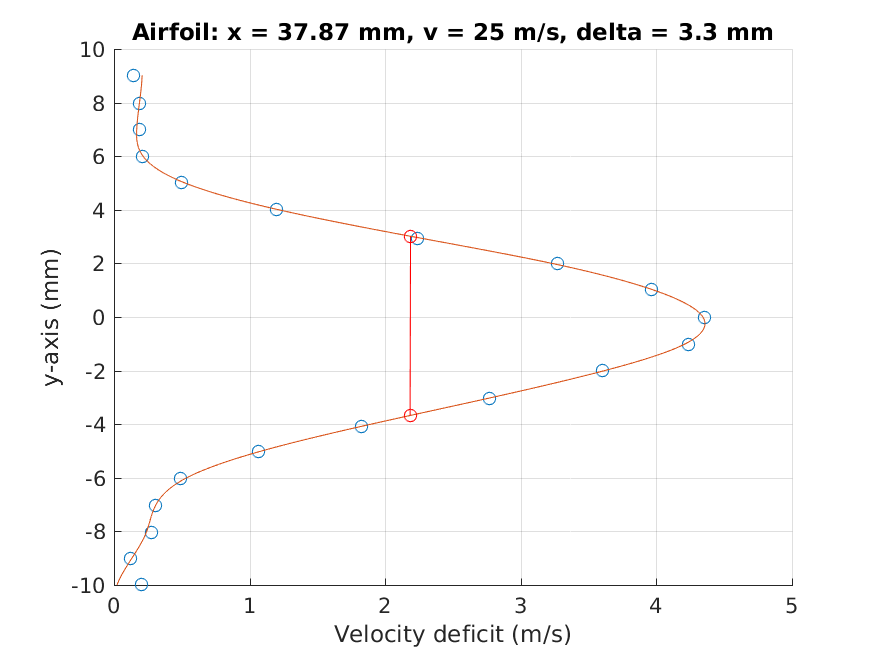 Airfoil: x = 37.87 mm, v = 25 m/s, delta = 3.3 mm
10
8
6
4
2
0
-2
-4
-6
-8
-10
y-axis (mm)
0 1 2 3 4 5
Velocity deficit (m/s)